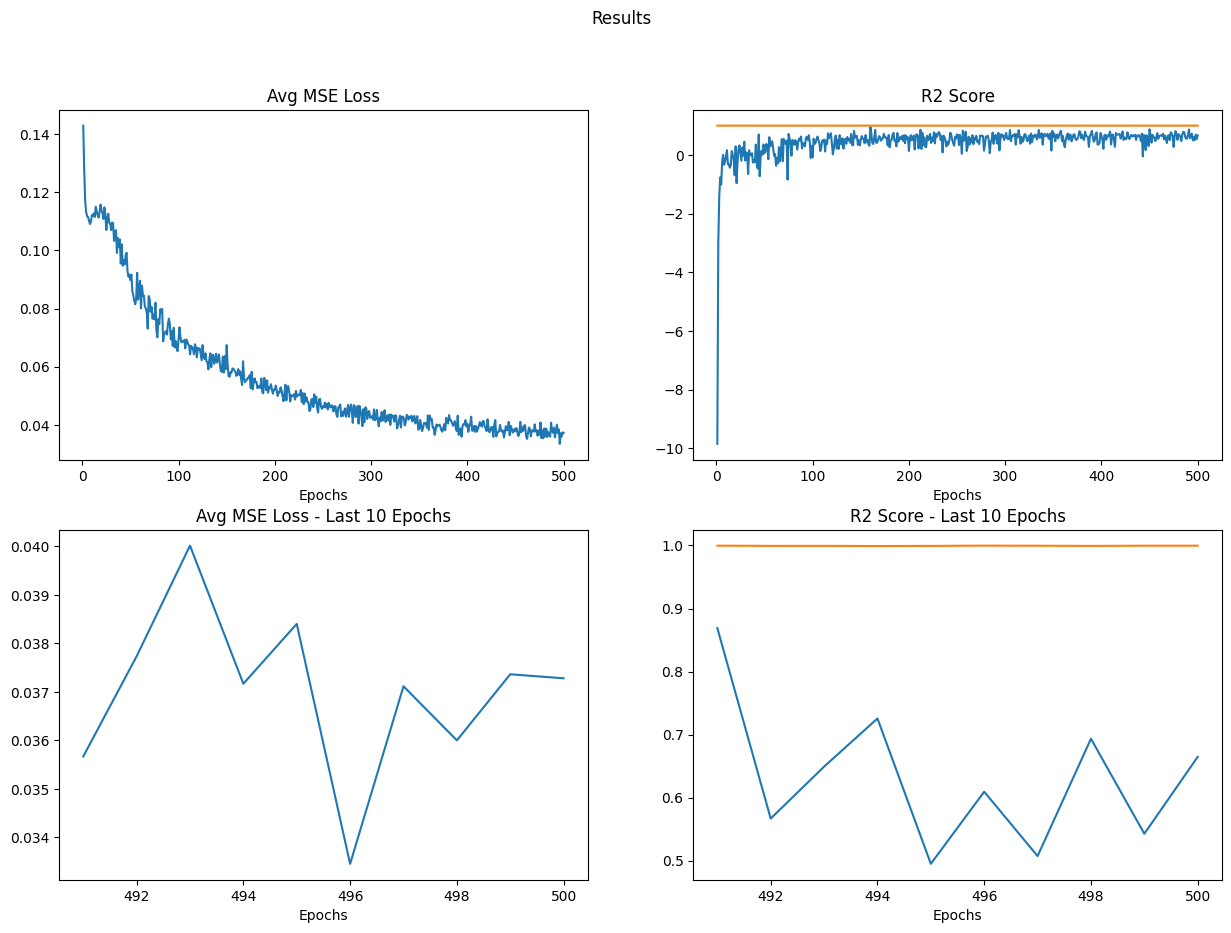 Results
Avg MSE Loss
0.14
0.12
0.10
0.08
0.06
0.04
0 100 200 300 400 500
Epochs
R2 Score
0
−2
−4
−6
−8
−10
0 100 200 300 400 500
Epochs
Avg MSE Loss - Last 10 Epochs
0.040
0.039
0.038
0.037
0.036
0.035
0.034
492 494 496 498 500
Epochs
R2 Score - Last 10 Epochs
1.0
0.9
0.8
0.7
0.6
0.5
492 494 496 498 500
Epochs